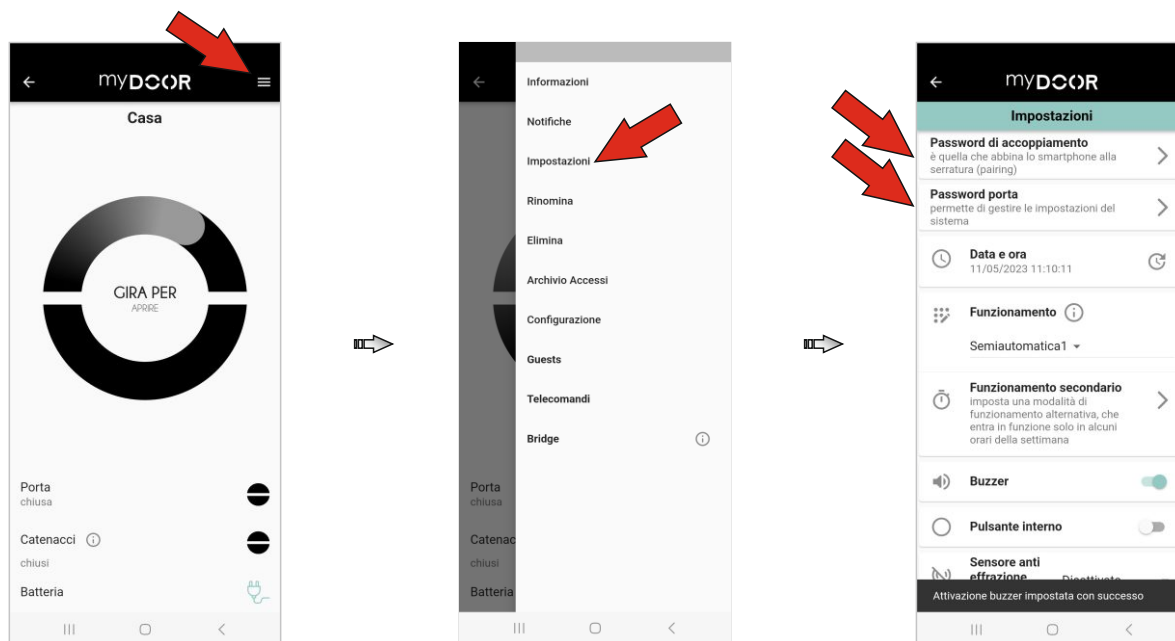 myDOOR
Casa
GIRA PER
APRIRE
Porta
chiusa
Catenacci
chiusi
Batteria
Informazioni
Notifiche
Impostazioni
Rinomina
Elimina
Archivio Accessi
Configurazione
Guests
Telecomandi
Bridge
Porta
chiusa
Catenac
chiusi
Batteria
myDOOR
Impostazioni
Password di accoppiamento
è quella che abbina lo smartphone alla
serratura (pairing)
Password porta
permette di gestire le impostazioni del
sistema
Data e ora
11/05/2023 11:10:11
Funzionamento
Semiautomatica1
Funzionamento secondario
imposta una modalità di
funzionamento alternativa, che
entra in funzione solo in alcuni
orari della settimana
Buzzer
Pulsante interno
Sensore anti
effrazione
Attivazione buzzer impostata con successo